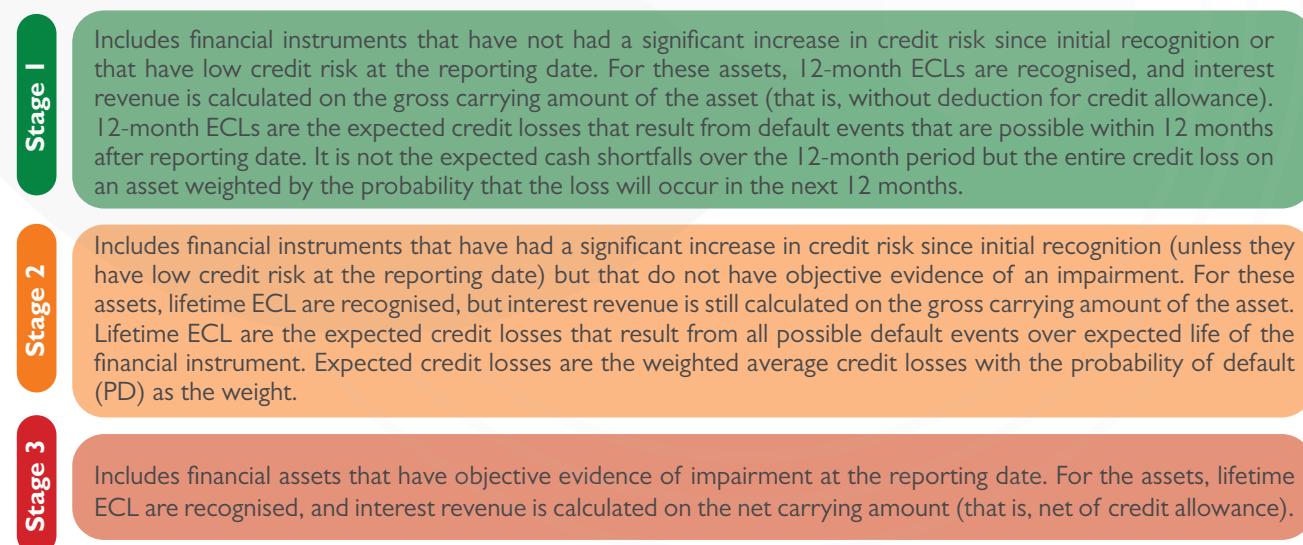 Stage 1
Includes financial instruments that have not had a significant increase in credit risk since initial recognition or
that have low credit risk at the reporting date. For these assets, 12-month ECLs are recognised, and interest
revenue is calculated on the gross carrying amount of the asset (that is, without deduction for credit allowance).
12-month ECLs are the expected credit losses that result from default events that are possible within 12 months
after reporting date. It is not the expected cash shortfalls over the 12-month period but the entire credit loss on
an asset weighted by the probability that the loss will occur in the next 12 months.
Stage 2
Includes financial instruments that have had a significant increase in credit risk since initial recognition (unless they
have low credit risk at the reporting date) but that do not have objective evidence of an impairment. For these
assets, lifetime ECL are recognised, but interest revenue is still calculated on the gross carrying amount of the asset.
Lifetime ECL are the expected credit losses that result from all possible default events over expected life of the
financial instrument. Expected credit losses are the weighted average credit losses with the probability of default
(PD) as the weight.
Stage 3
Includes financial assets that have objective evidence of impairment at the reporting date. For the assets, lifetime
ECL are recognised, and interest revenue is calculated on the net carrying amount (that is, net of credit allowance).